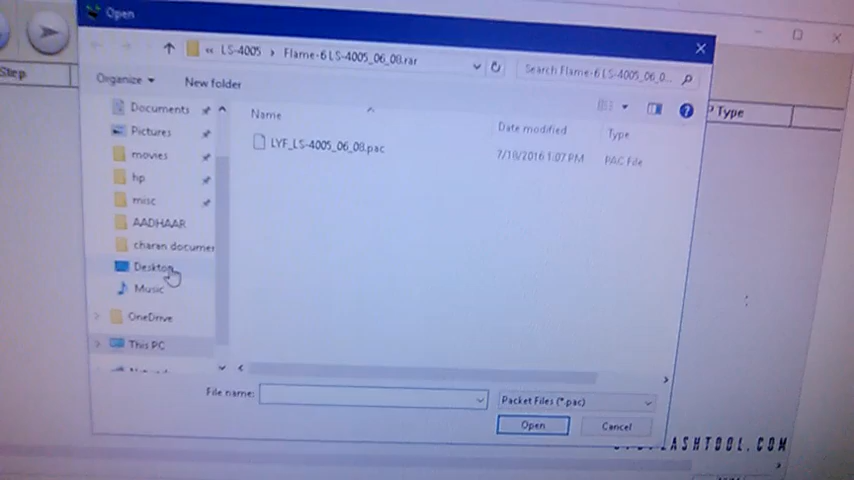 Open
« LS-4005 › Flame-6 LS-4005_06_08.rar
Search Flame-6 LS-4005_06_0...
Organize
New folder
Step
Type
Documents
Pictures
movies
hp
misc
AADHAAR
charan documer
Desktop
Music
OneDrive
This PC
Name
Date modified
Type
LYF_LS-4005_06_08.pac
7/18/2016 1:07 PM
PAC File
File name:
Packet Files (*.pac)
Open
Cancel
LASHTOOL.COM